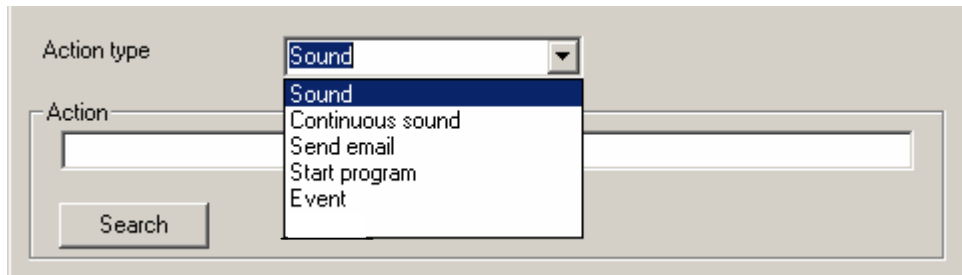 Action type
Sound
Sound
Action
Continuous sound
Send email
Start program
Event
Search